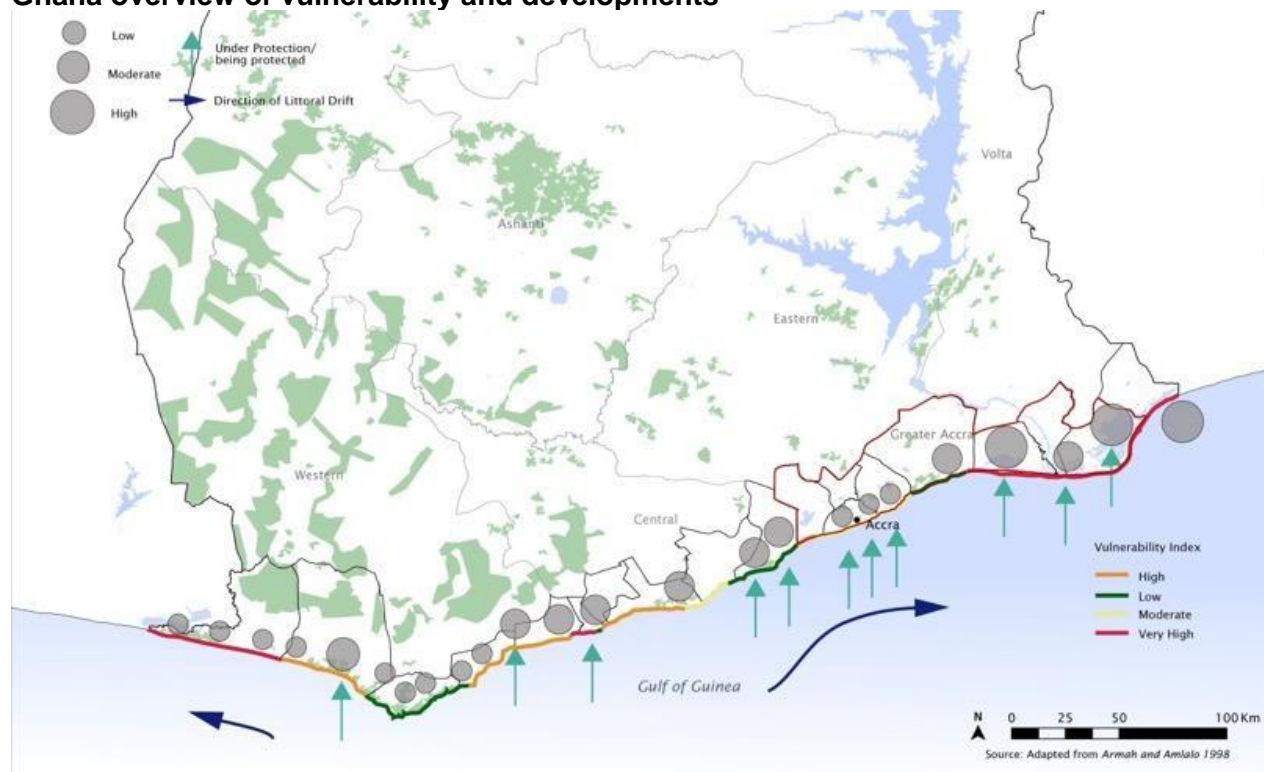 Ghana overview of vulnerability and developments
Low
Moderate
High
Under Protection/
being protected
Direction of Littoral Drift
Volta
Ashanti
Eastern
Greater Accra
Western
Central
Accra
Gulf of Guinea
Vulnerability Index
High
Low
Moderate
Very High
N
0 25 50 100 Km
Source: Adapted from Armah and Amlalo 1998